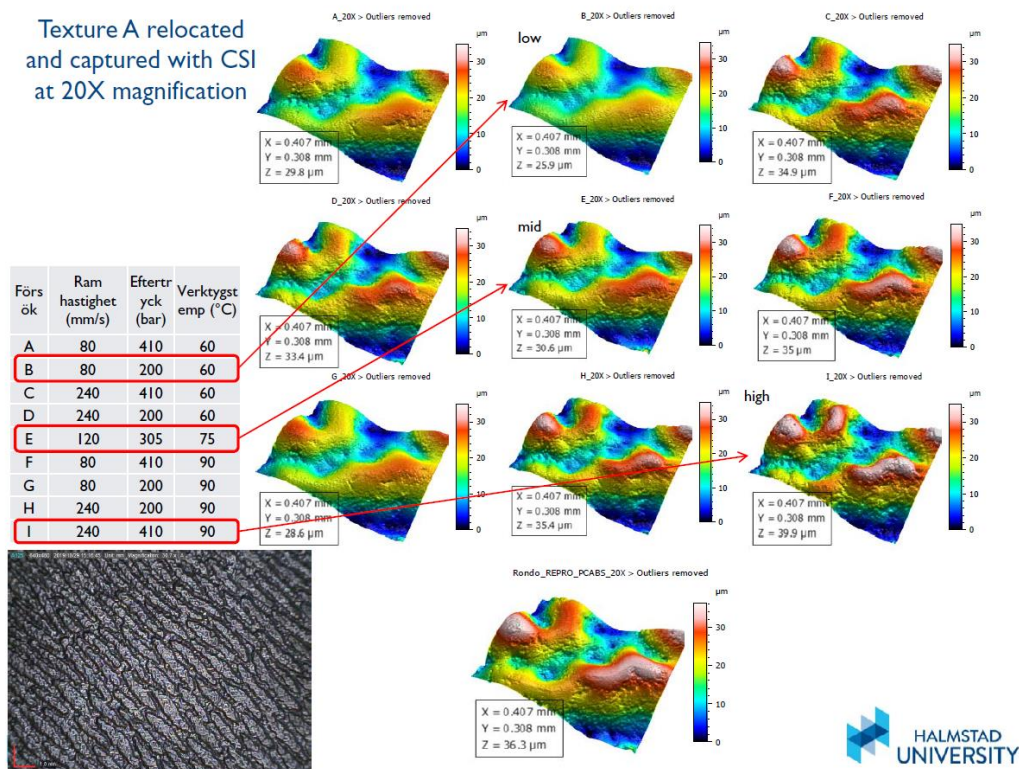 Texture A relocated
and captured with CSI
at 20X magnification
A_20X > Outliers removed
µm
30
20
10
0
X = 0.407 mm
Y = 0.308 mm
Z = 29.8 µm
B_20X > Outliers removed
low
µm
30
20
10
0
X = 0.407 mm
Y = 0.308 mm
Z = 25.9 µm
C_20X > Outliers removed
µm
30
20
10
0
X = 0.407 mm
Y = 0.308 mm
Z = 34.9 µm
D_20X > Outliers removed
µm
30
20
10
0
X = 0.407 mm
Y = 0.308 mm
Z = 33.4 µm
E_20X > Outliers removed
mid
µm
30
20
10
0
X = 0.407 mm
Y = 0.308 mm
Z = 30.6 µm
F_20X > Outliers removed
µm
30
20
10
0
X = 0.407 mm
Y = 0.308 mm
Z = 35 µm
Förs
ök
Ram
hastighet
(mm/s)
Eftertr
yck
(bar)
Verktygst
emp (°C)
A 80 410 60
B 80 200 60
C 240 410 60
D 240 200 60
E 120 305 75
F 80 410 90
G 80 200 90
H 240 200 90
I 240 410 90
G_20X > Outliers removed
µm
30
20
10
0
X = 0.407 mm
Y = 0.308 mm
Z = 28.6 µm
H_20X > Outliers removed
µm
30
20
10
0
X = 0.407 mm
Y = 0.308 mm
Z = 35.4 µm
I_20X > Outliers removed
high
µm
30
20
10
0
X = 0.407 mm
Y = 0.308 mm
Z = 39.9 µm
Rondo_REPRO_PCABS_20X > Outliers removed
µm
30
20
10
0
X = 0.407 mm
Y = 0.308 mm
Z = 36.3 µm
HALMSTAD
UNIVERSITY